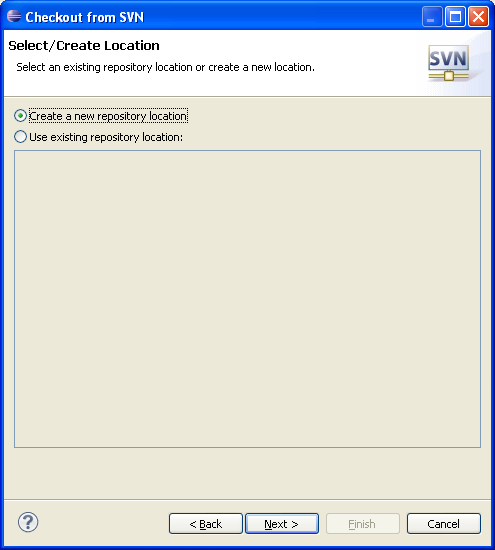 Checkout from SVN
Select/Create Location
Select an existing repository location or create a new location.
SVN
Create a new repository location
Use existing repository location:
?
< Back Next > Finish Cancel